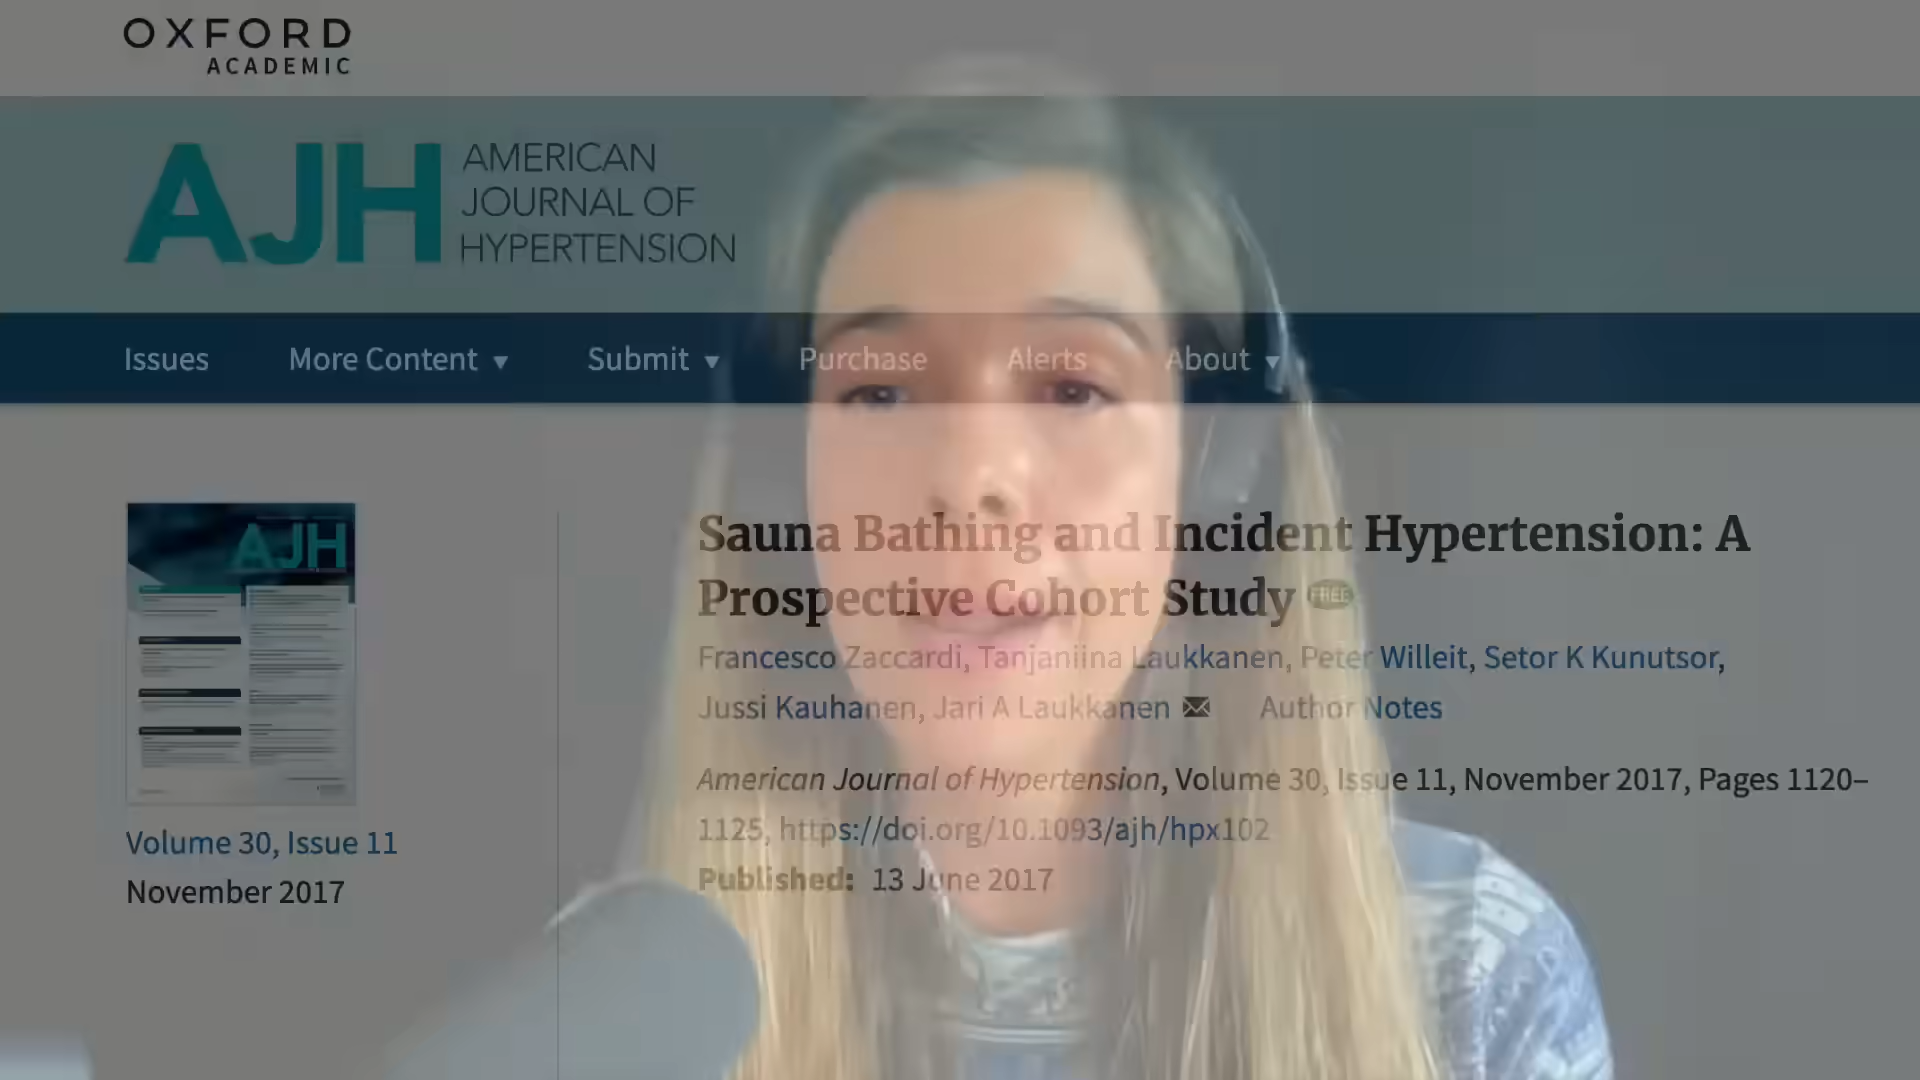 OXFORD
ACADEMIC
AJH
AMERICAN
JOURNAL OF
HYPERTENSION
Issues
More Content ▼
Submit ▼
Purchase
Alerts
About ▼
AJH
Volume 30, Issue 11
November 2017
Sauna Bathing and Incident Hypertension: A
Prospective Cohort Study FREE
Francesco Zaccardi, Tanjaniina Laukkanen, Peter Willeit, Setor K Kunutsor,
Jussi Kauhanen, Jari A Laukkanen Author Notes
American Journal of Hypertension, Volume 30, Issue 11, November 2017, Pages 1120–
1125, https://doi.org/10.1093/ajh/hpx102
Published: 13 June 2017